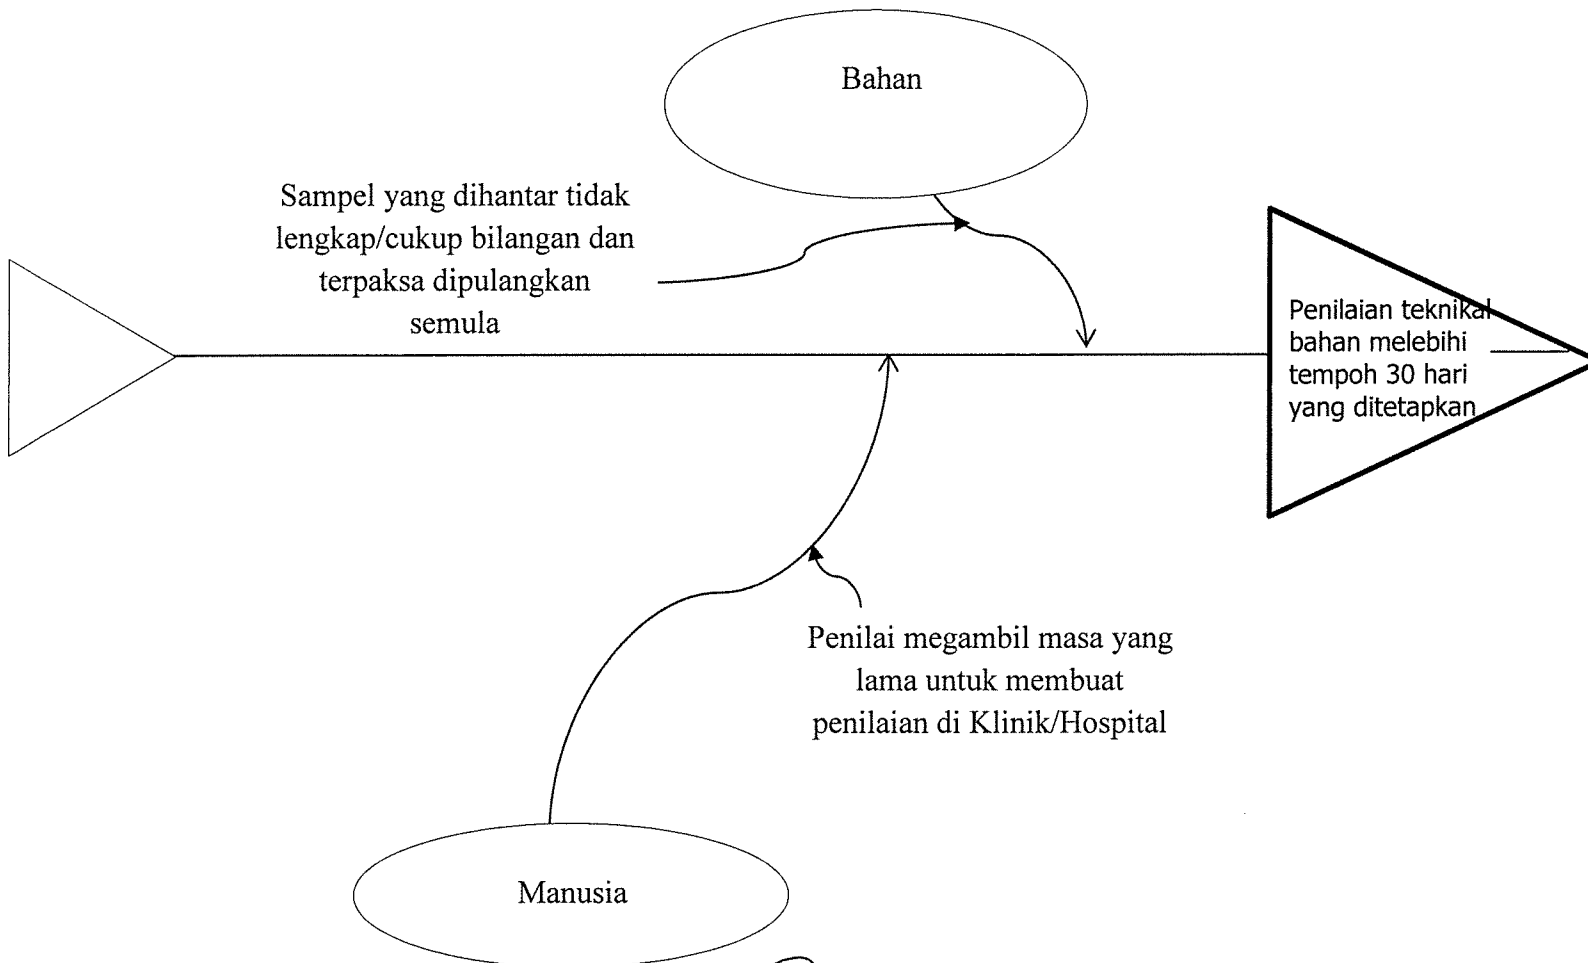 Bahan
Sampel yang dihantar tidak
lengkap/cukup bilangan dan
terpaksa dipulangkan
semula
Penilaian teknikal
bahan melebihi
tempoh 30 hari
yang ditetapkan
Penilai megambil masa yang
lama untuk membuat
penilaian di Klinik/Hospital
Manusia